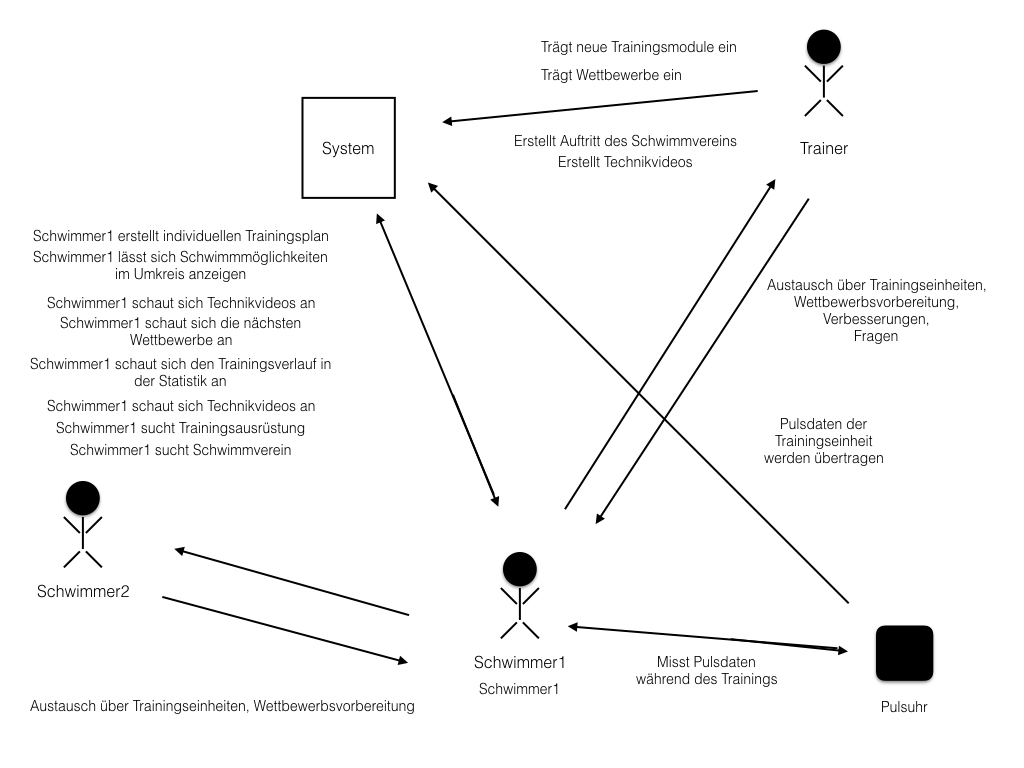 Trägt neue Trainingsmodule ein
Trägt Wettbewerbe ein
Erstellt Auftritt des Schwimmvereins
Erstellt Technikvideos
System
Trainer
Schwimmer1 erstellt individuellen Trainingsplan
Schwimmer1 lässt sich Schwimmmöglichkeiten
im Umkreis anzeigen
Schwimmer1 schaut sich Technikvideos an
Schwimmer1 schaut sich die nächsten
Wettbewerbe an
Schwimmer1 schaut sich den Trainingsverlauf in
der Statistik an
Schwimmer1 schaut sich Technikvideos an
Schwimmer1 sucht Trainingsausrüstung
Schwimmer1 sucht Schwimmverein
Austausch über Trainingseinheiten,
Wettbewerbsvorbereitung,
Verbesserungen,
Fragen
Pulsdaten der
Trainingseinheit
werden übertragen
Schwimmer2
Schwimmer1
Schwimmer1
Misst Pulsdaten
während des Trainings
Pulsuhr
Austausch über Trainingseinheiten, Wettbewerbsvorbereitung